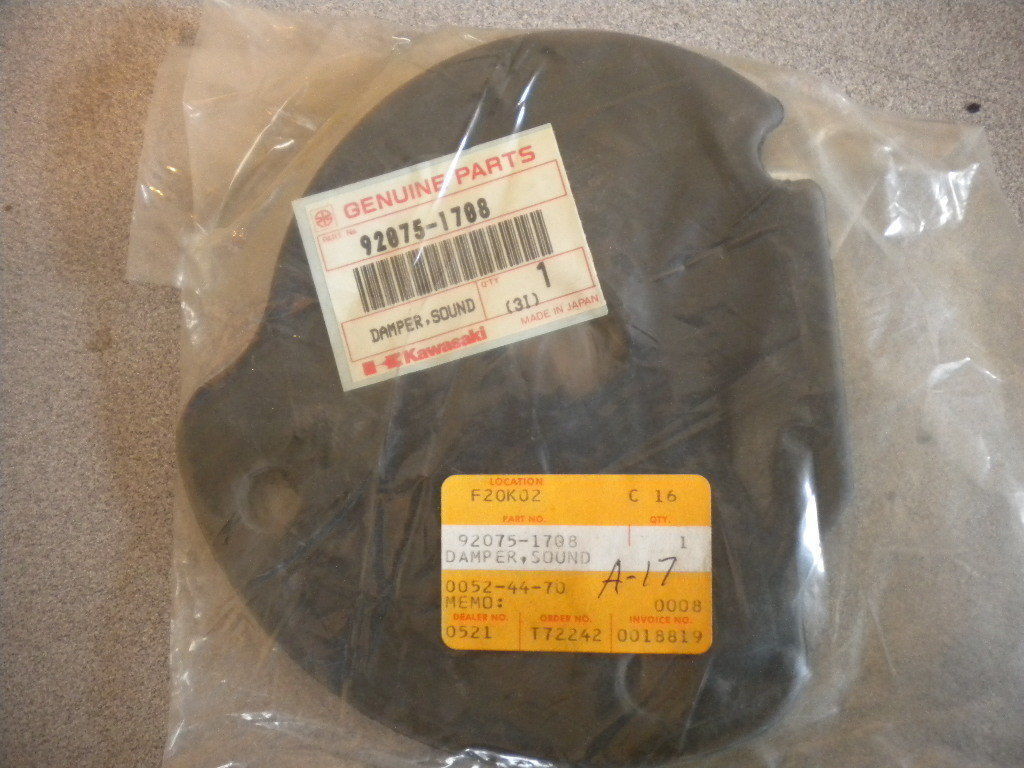 GENUINE PARTS
PART No. 92075-1708
DAMPER,SOUND
QTY 1
(3I)
MADE IN JAPAN
Kawasaki
LOCATION
F20K02 C 16
PART NO. QTY.
92075-1708 1
DAMPER,SOUND
0052-44-70 A-17
MEMO: 0008
DEALER NO. ORDER NO. INVOICE NO.
0521 T72242 0018819